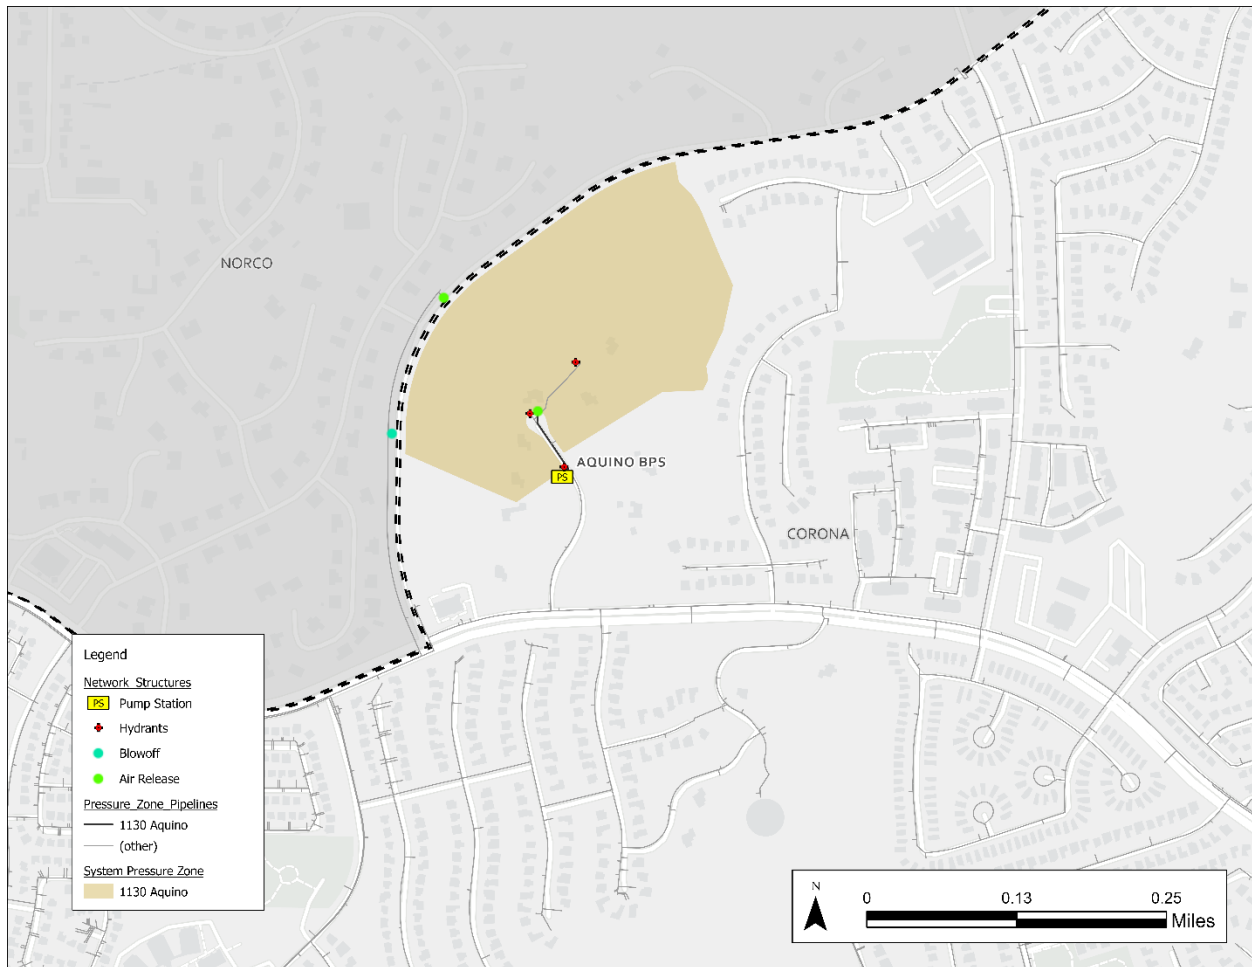 NORCO
AQUINO BPS
PS
CORONA
Legend
Network_Structures
PS Pump Station
Hydrants
Blowoff
Air Release
Pressure_Zone_Pipelines
1130 Aquino
(other)
System Pressure Zone
1130 Aquino
N
0 0.13 0.25
Miles